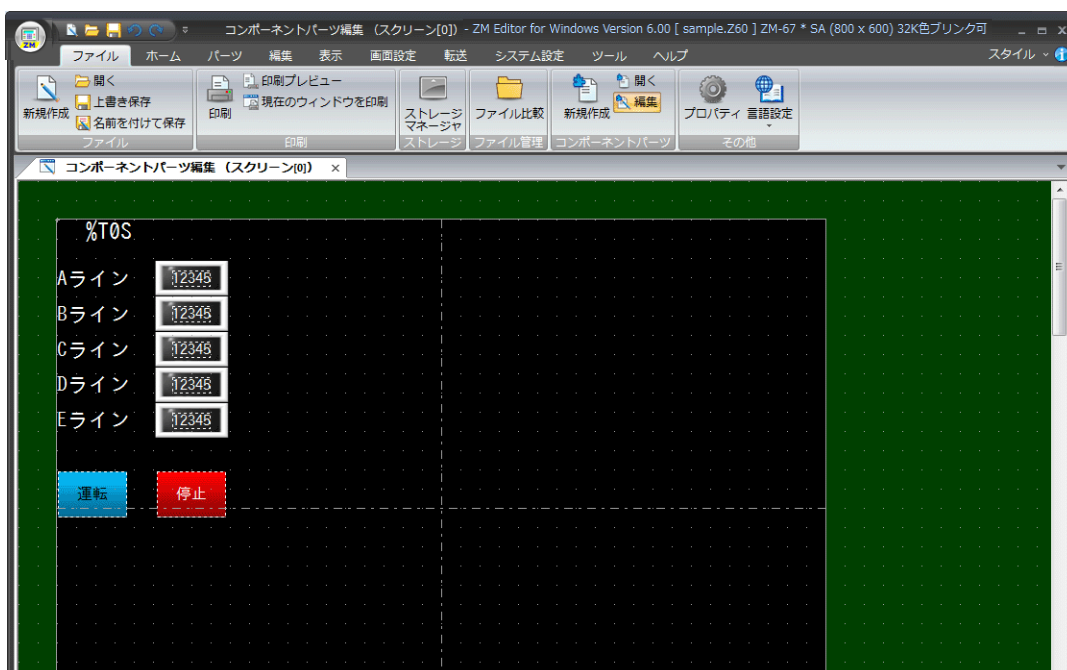 コンポーネントパーツ編集 (スクリーン[0]) - ZM Editor for Windows Version 6.00 [ sample.Z60 ] ZM-67 * SA (800 x 600) 32K色ブリンク可
ZM
ファイル ホーム パーツ 編集 表示 画面設定 転送 システム設定 ツール ヘルプ スタイル
新規作成 開く 上書き保存 名前を付けて保存
印刷 印刷プレビュー 現在のウィンドウを印刷
ストレージマネージャ ファイル比較 新規作成 開く 編集 プロパティ 言語設定
ファイル 印刷 ストレージ ファイル管理 コンポーネントパーツ その他
コンポーネントパーツ編集 (スクリーン[0]) ×
%T0S
Aライン 12345
Bライン 12345
Cライン 12345
Dライン 12345
Eライン 12345
運転 停止